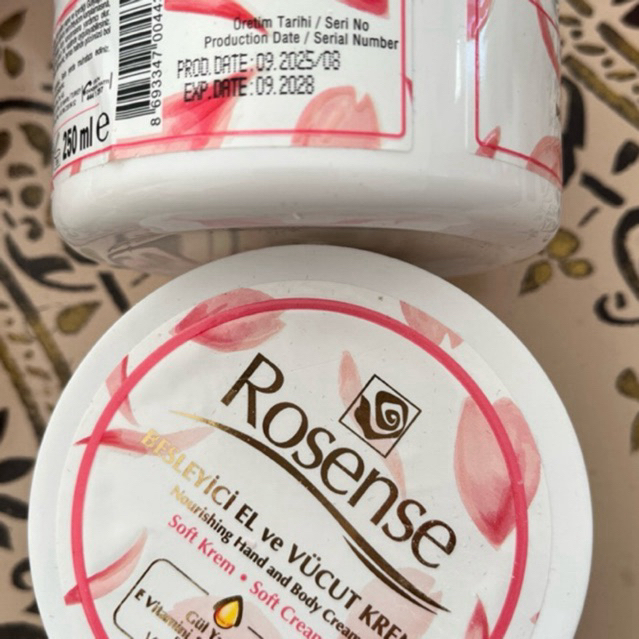 Üretim Tarihi / Seri No
Production Date / Serial Number
PROD.DATE:09.2025/08
EXP.DATE:09.2028
250 ml e
Rosense
BESLEYİCİ EL ve VÜCUT KREMİ
Nourishing Hand and Body Cream
Soft Krem • Soft Cream
Gül
E Vitamini